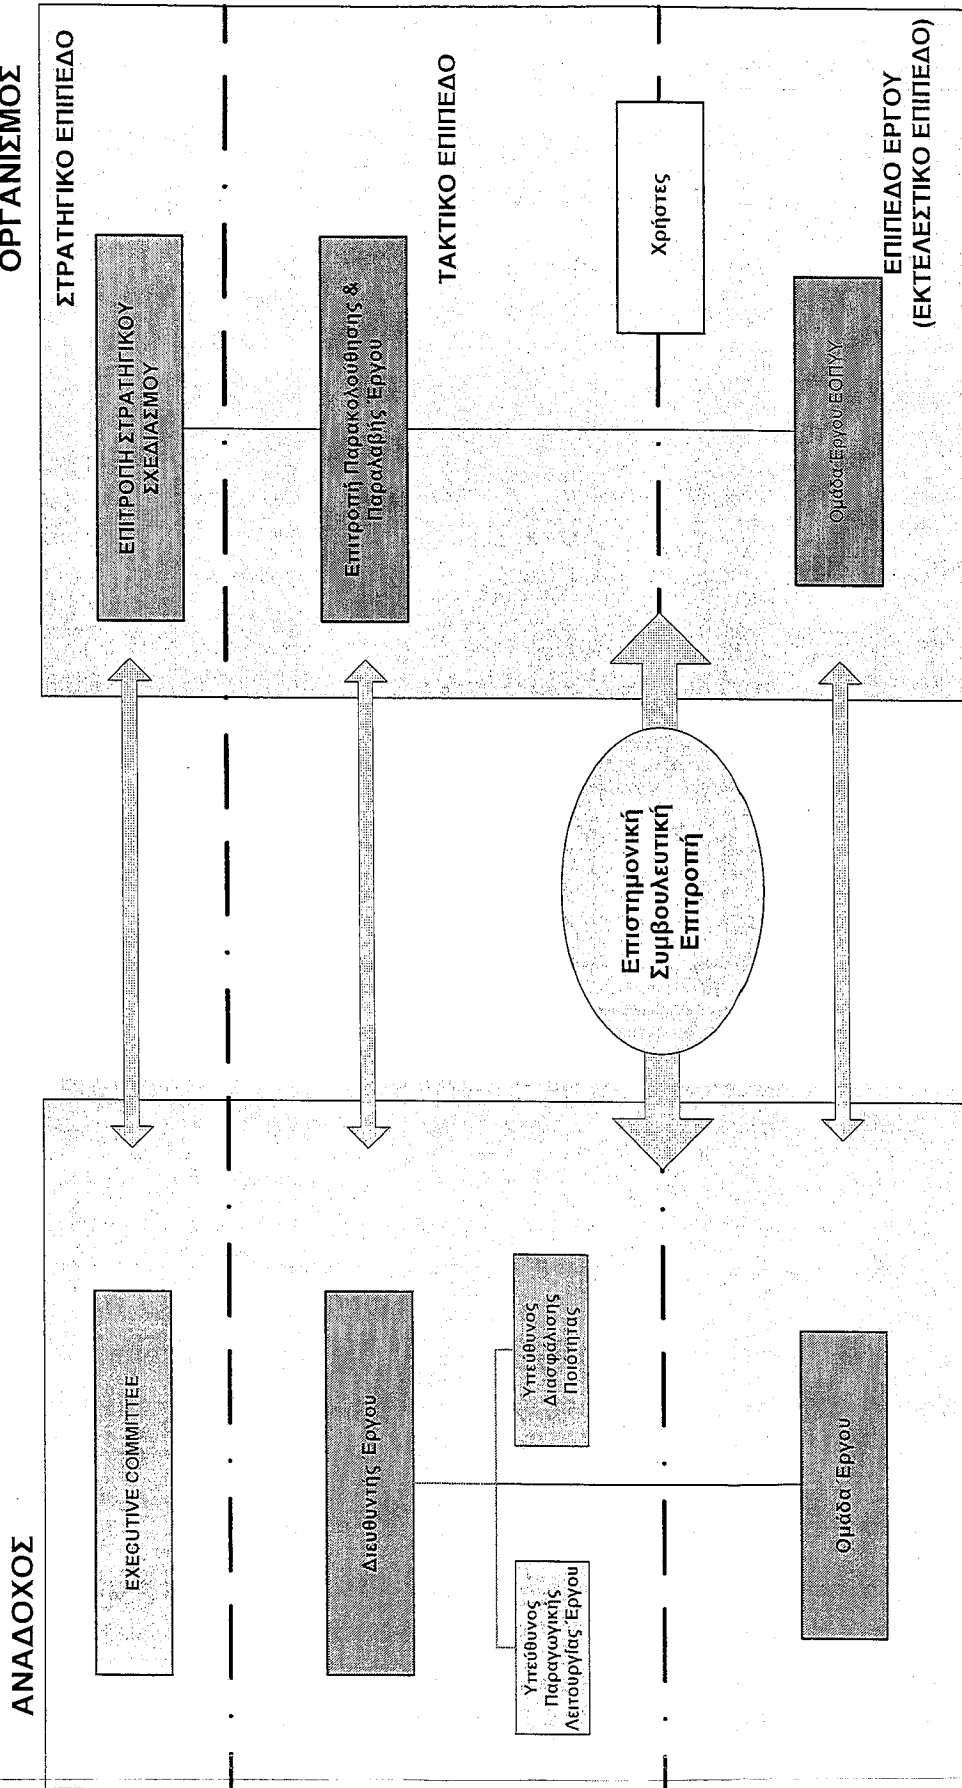 ΑΝΑΔΟΧΟΣ
ΟΡΓΑΝΙΣΜΟΣ
EXECUTIVE COMMITTEE
ΕΠΙΤΡΟΠΗ ΣΤΡΑΤΗΓΙΚΟΥ
ΣΧΕΔΙΑΣΜΟΥ
ΣΤΡΑΤΗΓΙΚΟ ΕΠΙΠΕΔΟ
Διευθυντής Έργου
Επιτροπή Παρακολούθησης &
Παραλαβής Έργου
ΤΑΚΤΙΚΟ ΕΠΙΠΕΔΟ
Υπεύθυνος
Παραγωγικής
Λειτουργίας Έργου
Υπεύθυνος
Διασφάλισης
Ποιότητας
Επιστημονική
Συμβουλευτική
Επιτροπή
Χρήστες
Ομάδα Έργου
Ομάδα Έργου ΕΟΠΥΥ
ΕΠΙΠΕΔΟ ΕΡΓΟΥ
(ΕΚΤΕΛΕΣΤΙΚΟ ΕΠΙΠΕΔΟ)